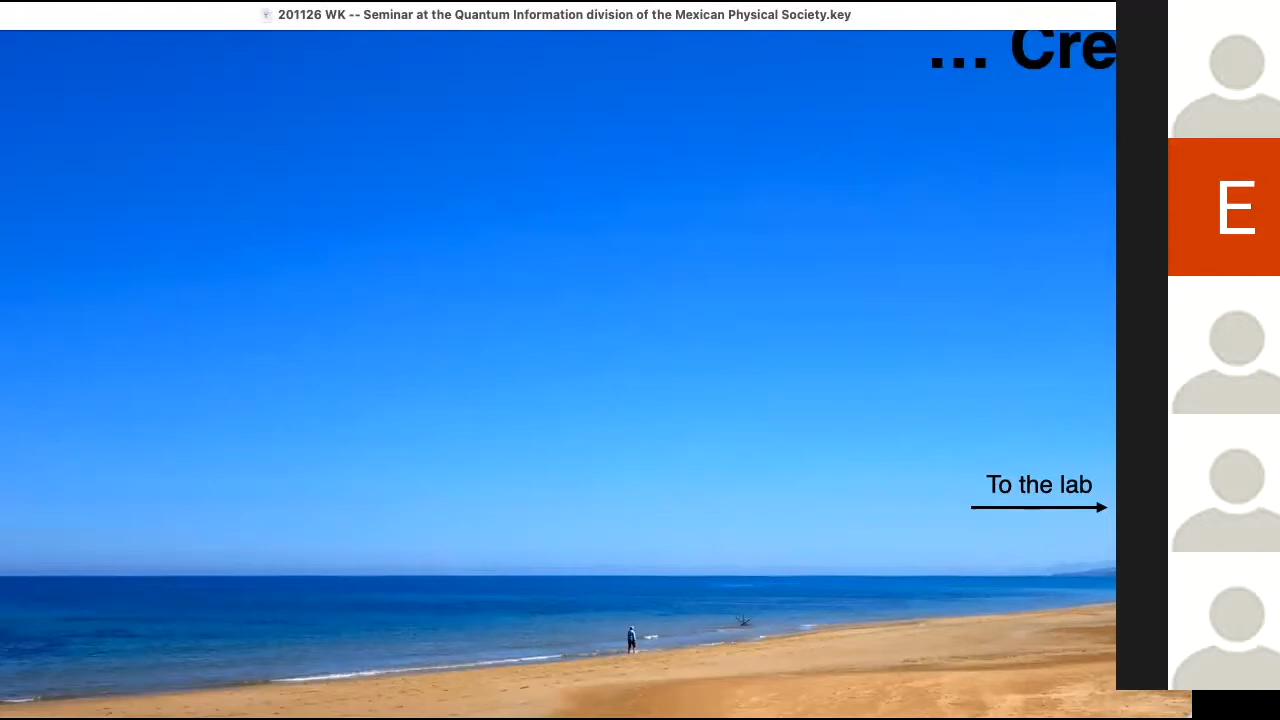 201126 WK -- Seminar at the Quantum Information division of the Mexican Physical Society.key
... Cre
E
To the lab